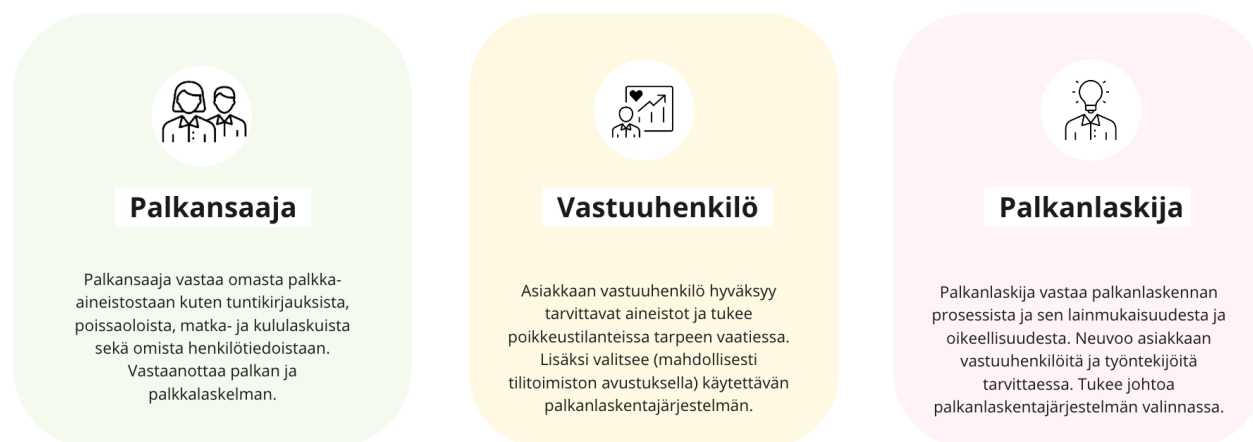 Palkansaaja
Palkansaaja vastaa omasta palkka-
aineistostaan kuten tuntikirjauksista,
poissaoloista, matka- ja kululaskuista
sekä omista henkilötiedoistaan.
Vastaanottaa palkan ja
palkkalaskelman.
Vastuuhenkilö
Asiakkaan vastuuhenkilö hyväksyy
tarvittavat aineistot ja tukee
poikkeustilanteissa tarpeen vaatiessa.
Lisäksi valitsee (mahdollisesti
tilitoimiston avustuksella) käytettävän
palkanlaskentajärjestelmän.
Palkanlaskija
Palkanlaskija vastaa palkanlaskennan
prosessista ja sen lainmukaisuudesta ja
oikeellisuudesta. Neuvoo asiakkaan
vastuuhenkilöitä ja työntekijöitä
tarvittaessa. Tukee johtoa
palkanlaskentajärjestelmän valinnassa.